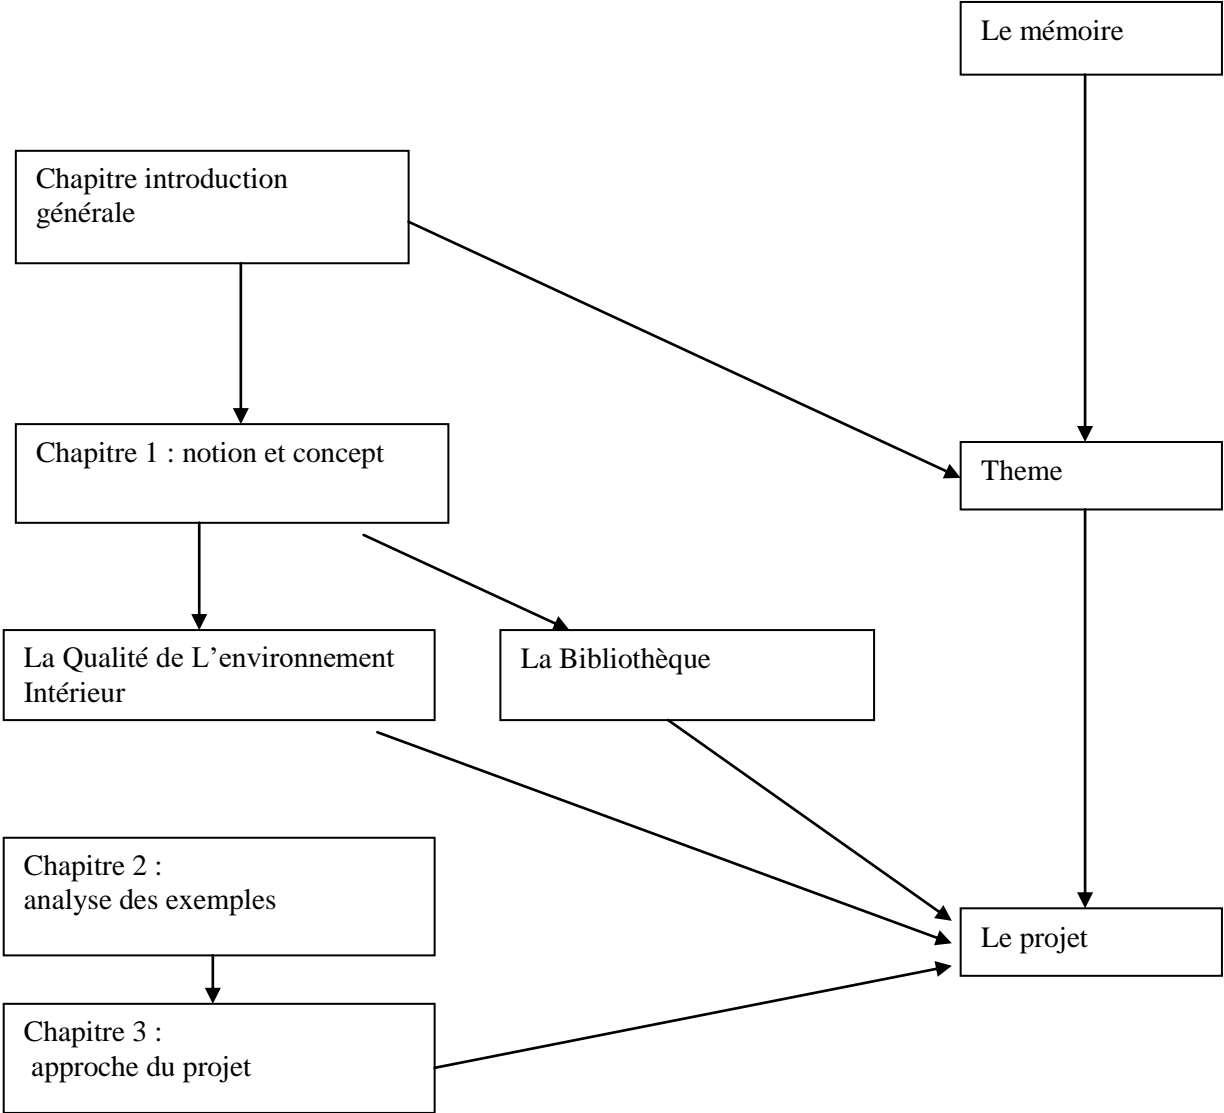 Le mémoire
Chapitre introduction
générale
Chapitre 1 : notion et concept
Theme
La Qualité de L’environnement
Intérieur
La Bibliothèque
Chapitre 2 :
analyse des exemples
Le projet
Chapitre 3 :
approche du projet